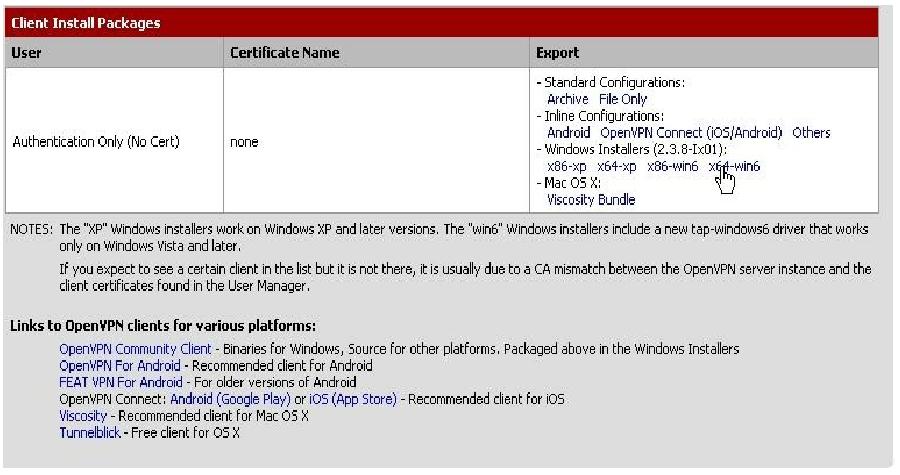 Client Install Packages
User Certificate Name Export
Authentication Only (No Cert) none
- Standard Configurations:
Archive File Only
- Inline Configurations:
Android OpenVPN Connect (iOS/Android) Others
- Windows Installers (2.3.8-Ix01):
x86-xp x64-xp x86-win6 x64-win6
- Mac OS X:
Viscosity Bundle
NOTES: The "XP" Windows installers work on Windows XP and later versions. The "win6" Windows installers include a new tap-windows6 driver that works
only on Windows Vista and later.
If you expect to see a certain client in the list but it is not there, it is usually due to a CA mismatch between the OpenVPN server instance and the
client certificates found in the User Manager.
Links to OpenVPN clients for various platforms:
OpenVPN Community Client - Binaries for Windows, Source for other platforms. Packaged above in the Windows Installers
OpenVPN For Android - Recommended client for Android
FEAT VPN For Android - For older versions of Android
OpenVPN Connect: Android (Google Play) or iOS (App Store) - Recommended client for iOS
Viscosity - Recommended client for Mac OS X
Tunnelblick - Free client for OS X